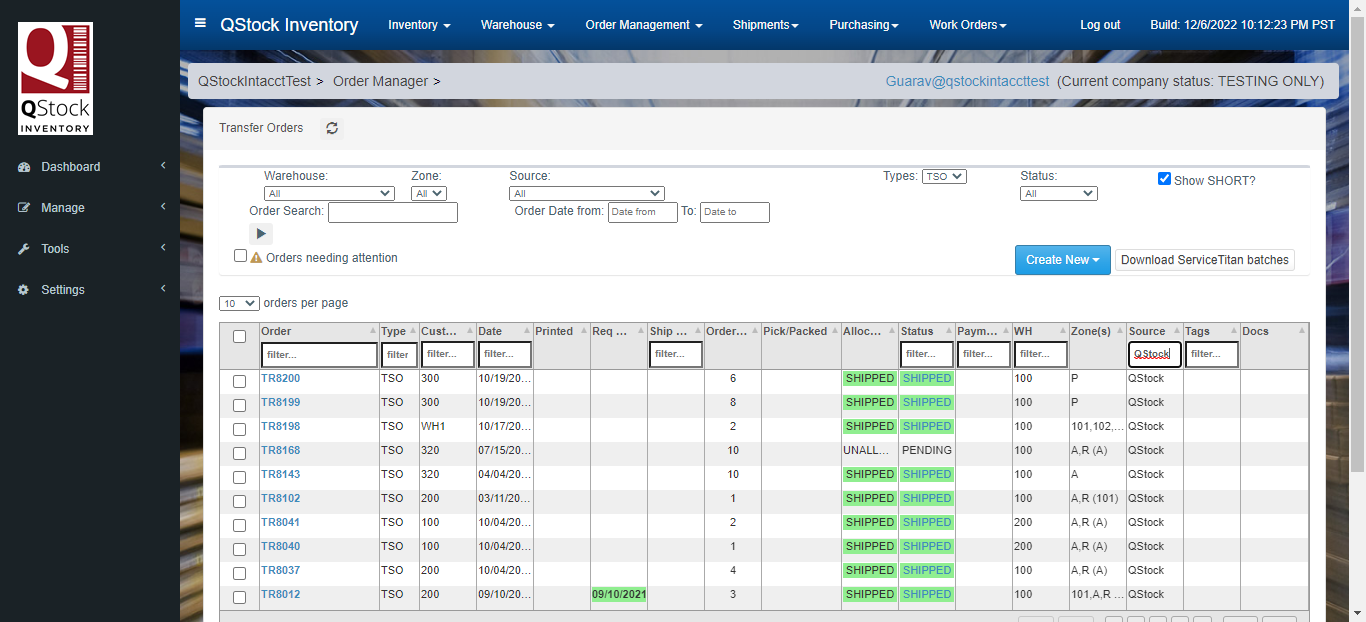 QStock
INVENTORY
Dashboard
Manage
Tools
Settings
QStock Inventory Inventory Warehouse Order Management Shipments Purchasing Work Orders Log out Build: 12/6/2022 10:12:23 PM PST
QStockIntacctTest > Order Manager > Guarav@qstockintaccttest (Current company status: TESTING ONLY)
Transfer Orders
Warehouse: Zone: Source: Types: TSO Status: Show SHORT?
All All All All
Order Search: Order Date from: Date from To: Date to
Orders needing attention
Create New Download ServiceTitan batches
10 orders per page
Order Type Cust... Date Printed Req ... Ship ... Order... Pick/Packed Alloc... Status Paym... WH Zone(s) Source Tags Docs
filter... filter filter... filter... filter... filter... filter... filter... QStock filter...
TR8200 TSO 300 10/19/20... 6 SHIPPED SHIPPED 100 P QStock
TR8199 TSO 300 10/19/20... 8 SHIPPED SHIPPED 100 P QStock
TR8198 TSO WH1 10/17/20... 2 SHIPPED SHIPPED 100 101,102,... QStock
TR8168 TSO 320 07/15/20... 10 UNALL... PENDING 100 A,R (A) QStock
TR8143 TSO 320 04/04/20... 10 SHIPPED SHIPPED 100 A QStock
TR8102 TSO 200 03/11/20... 1 SHIPPED SHIPPED 100 A,R (101) QStock
TR8041 TSO 100 10/04/20... 2 SHIPPED SHIPPED 200 A,R (A) QStock
TR8040 TSO 100 10/04/20... 1 SHIPPED SHIPPED 200 A,R (A) QStock
TR8037 TSO 200 10/04/20... 4 SHIPPED SHIPPED 100 A,R (A) QStock
TR8012 TSO 200 09/10/20... 09/10/2021 3 SHIPPED SHIPPED 100 101,A,R ... QStock